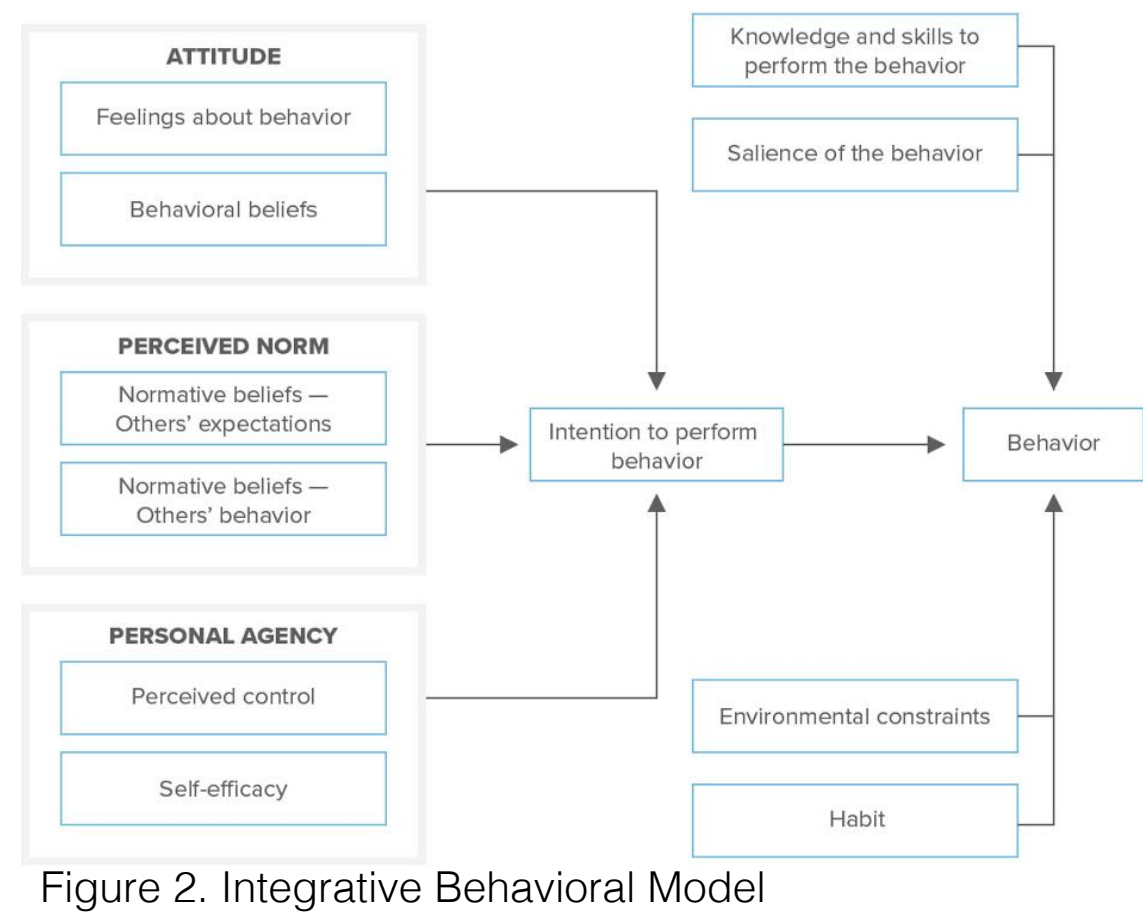 ATTITUDE
Feelings about behavior
Behavioral beliefs
PERCEIVED NORM
Normative beliefs —
Others’ expectations
Normative beliefs —
Others’ behavior
PERSONAL AGENCY
Perceived control
Self-efficacy
Intention to perform
behavior
Knowledge and skills to
perform the behavior
Salience of the behavior
Behavior
Environmental constraints
Habit
Figure 2. Integrative Behavioral Model